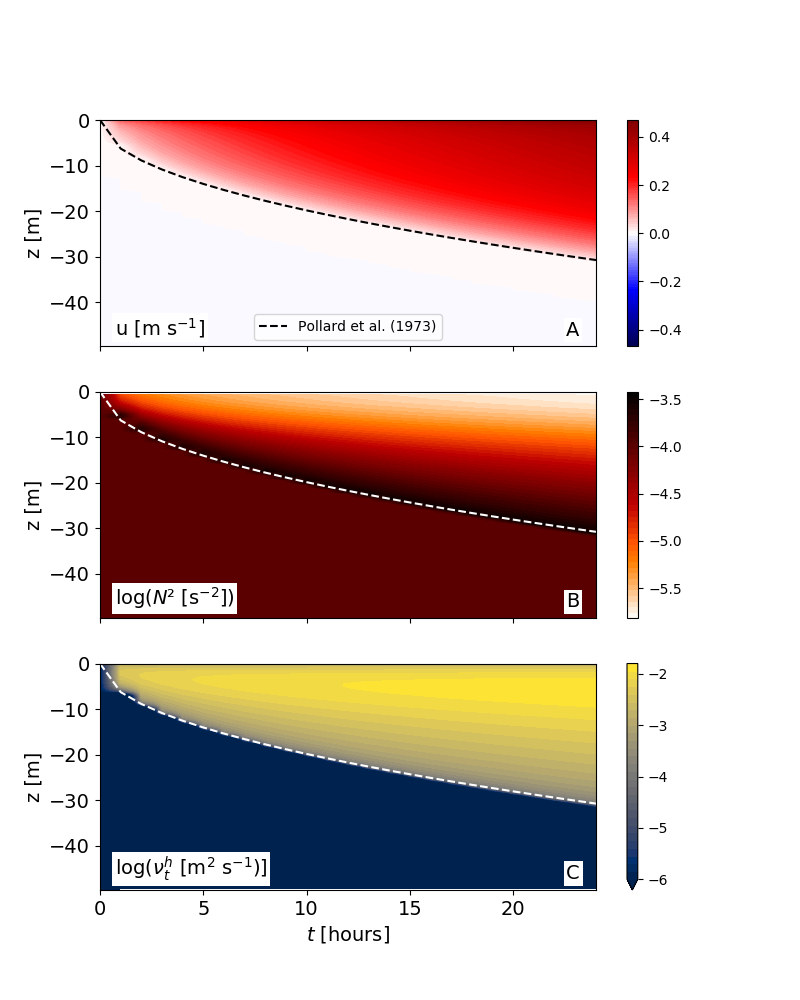 0
−10
−20
−30
−40
z [m]
u [m s⁻¹]
Pollard et al. (1973)
A
0.4
0.2
0.0
−0.2
−0.4
0
−10
−20
−30
−40
z [m]
log(N² [s⁻²])
B
−3.5
−4.0
−4.5
−5.0
−5.5
0
−10
−20
−30
−40
z [m]
log(νₜʰ [m² s⁻¹)]
C
−2
−3
−4
−5
−6
0 5 10 15 20
t [hours]